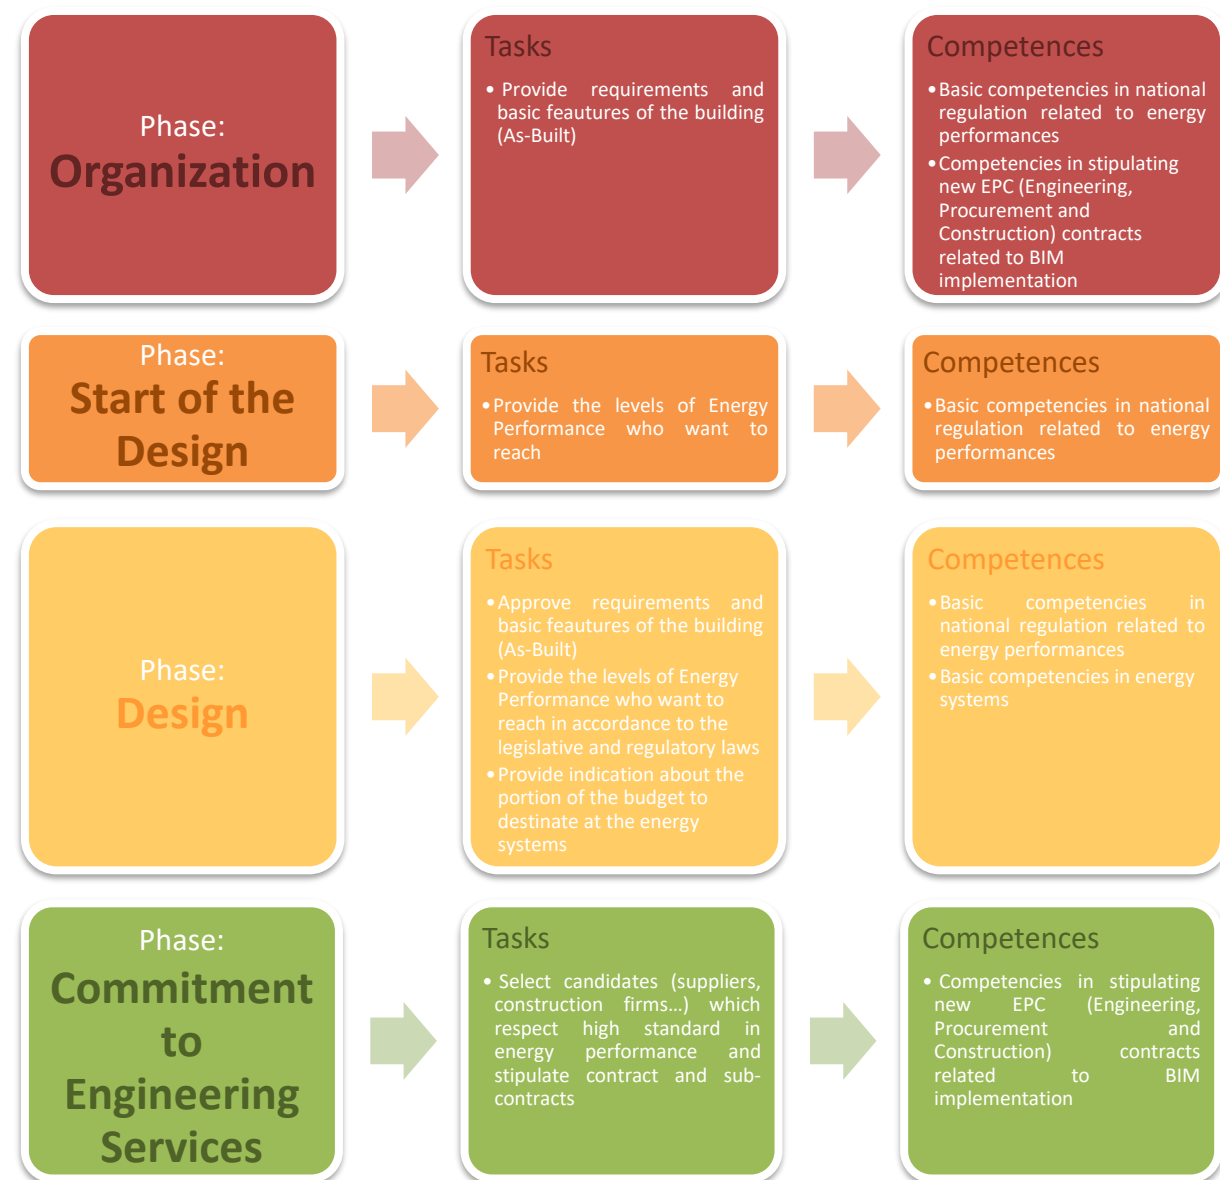 Phase:
Organization
Tasks
• Provide requirements and
basic feautures of the building
(As-Built)
Competences
• Basic competencies in national
regulation related to energy
performances
• Competencies in stipulating
new EPC (Engineering,
Procurement and
Construction) contracts
related to BIM
implementation
Phase:
Start of the
Design
Tasks
• Provide the levels of Energy
Performance who want to
reach
Competences
• Basic competencies in national
regulation related to energy
performances
Phase:
Design
Tasks
• Approve requirements and
basic feautures of the building
(As-Built)
• Provide the levels of Energy
Performance who want to
reach in accordance to the
legislative and regulatory laws
• Provide indication about the
portion of the budget to
destinate at the energy
systems
Competences
• Basic competencies in
national regulation related to
energy performances
• Basic competencies in energy
systems
Phase:
Commitment
to
Engineering
Services
Tasks
• Select candidates (suppliers,
construction firms...) which
respect high standard in
energy performance and
stipulate contract and sub-
contracts
Competences
• Competencies in stipulating
new EPC (Engineering,
Procurement and
Construction) contracts
related to BIM
implementation